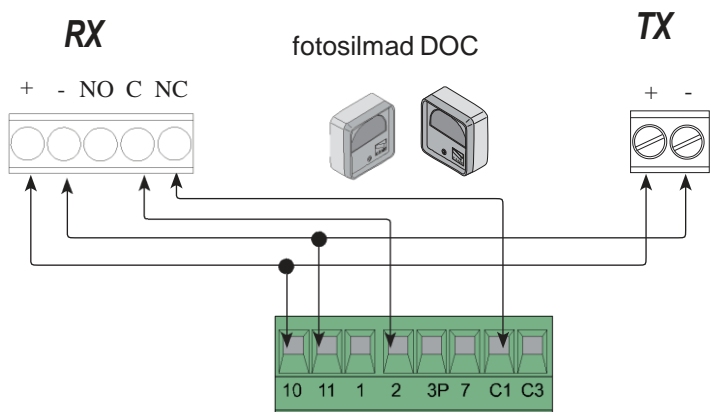 RX
fotosilmad DOC
TX
+ - NO C NC
+ -
10 11 1 2 3P 7 C1 C3